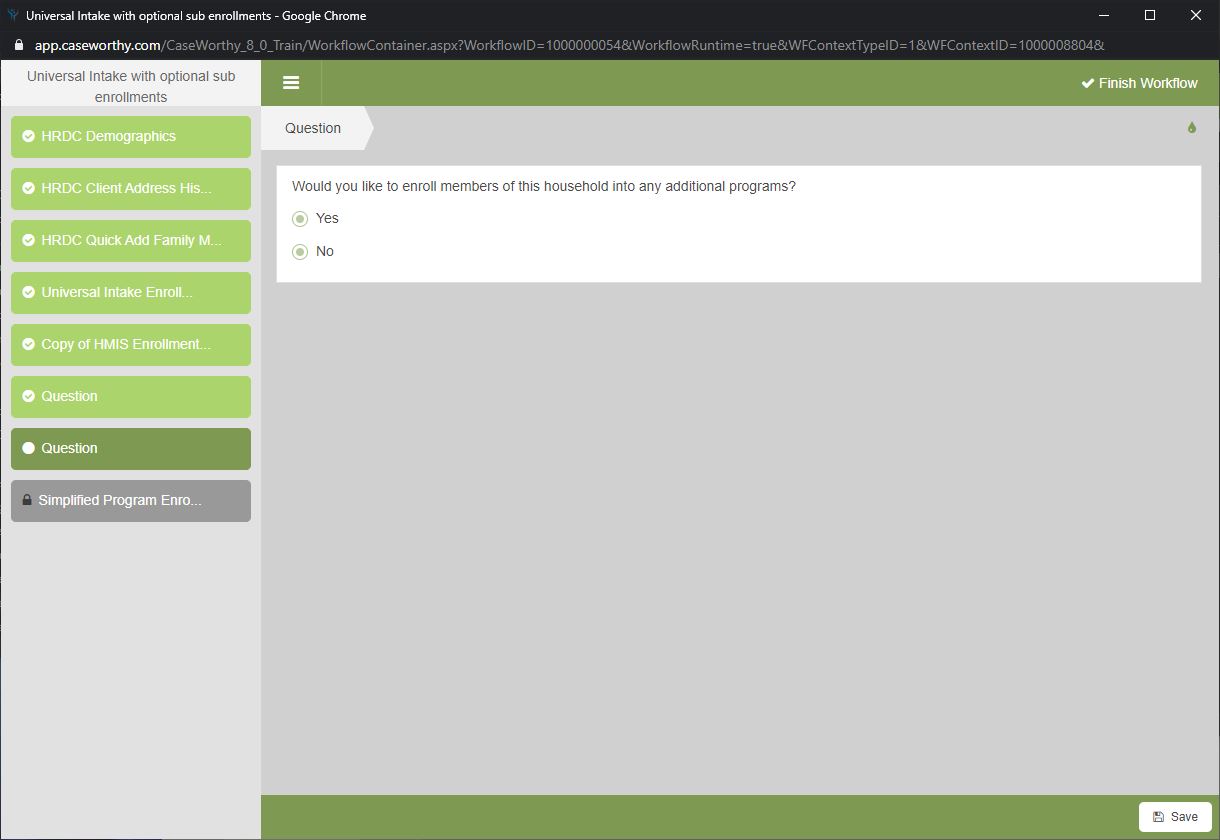 Universal Intake with optional sub enrollments - Google Chrome
app.caseworthy.com/CaseWorthy_8_0_Train/WorkflowContainer.aspx?WorkflowID=1000000054&WorkflowRuntime=true&WFContextTypeID=1&WFContextID=1000008804&
Universal Intake with optional sub
enrollments
Finish Workflow
HRDC Demographics
HRDC Client Address His...
HRDC Quick Add Family M...
Universal Intake Enroll...
Copy of HMIS Enrollment...
Question
Question
Simplified Program Enro...
Question
Would you like to enroll members of this household into any additional programs?
Yes
No
Save